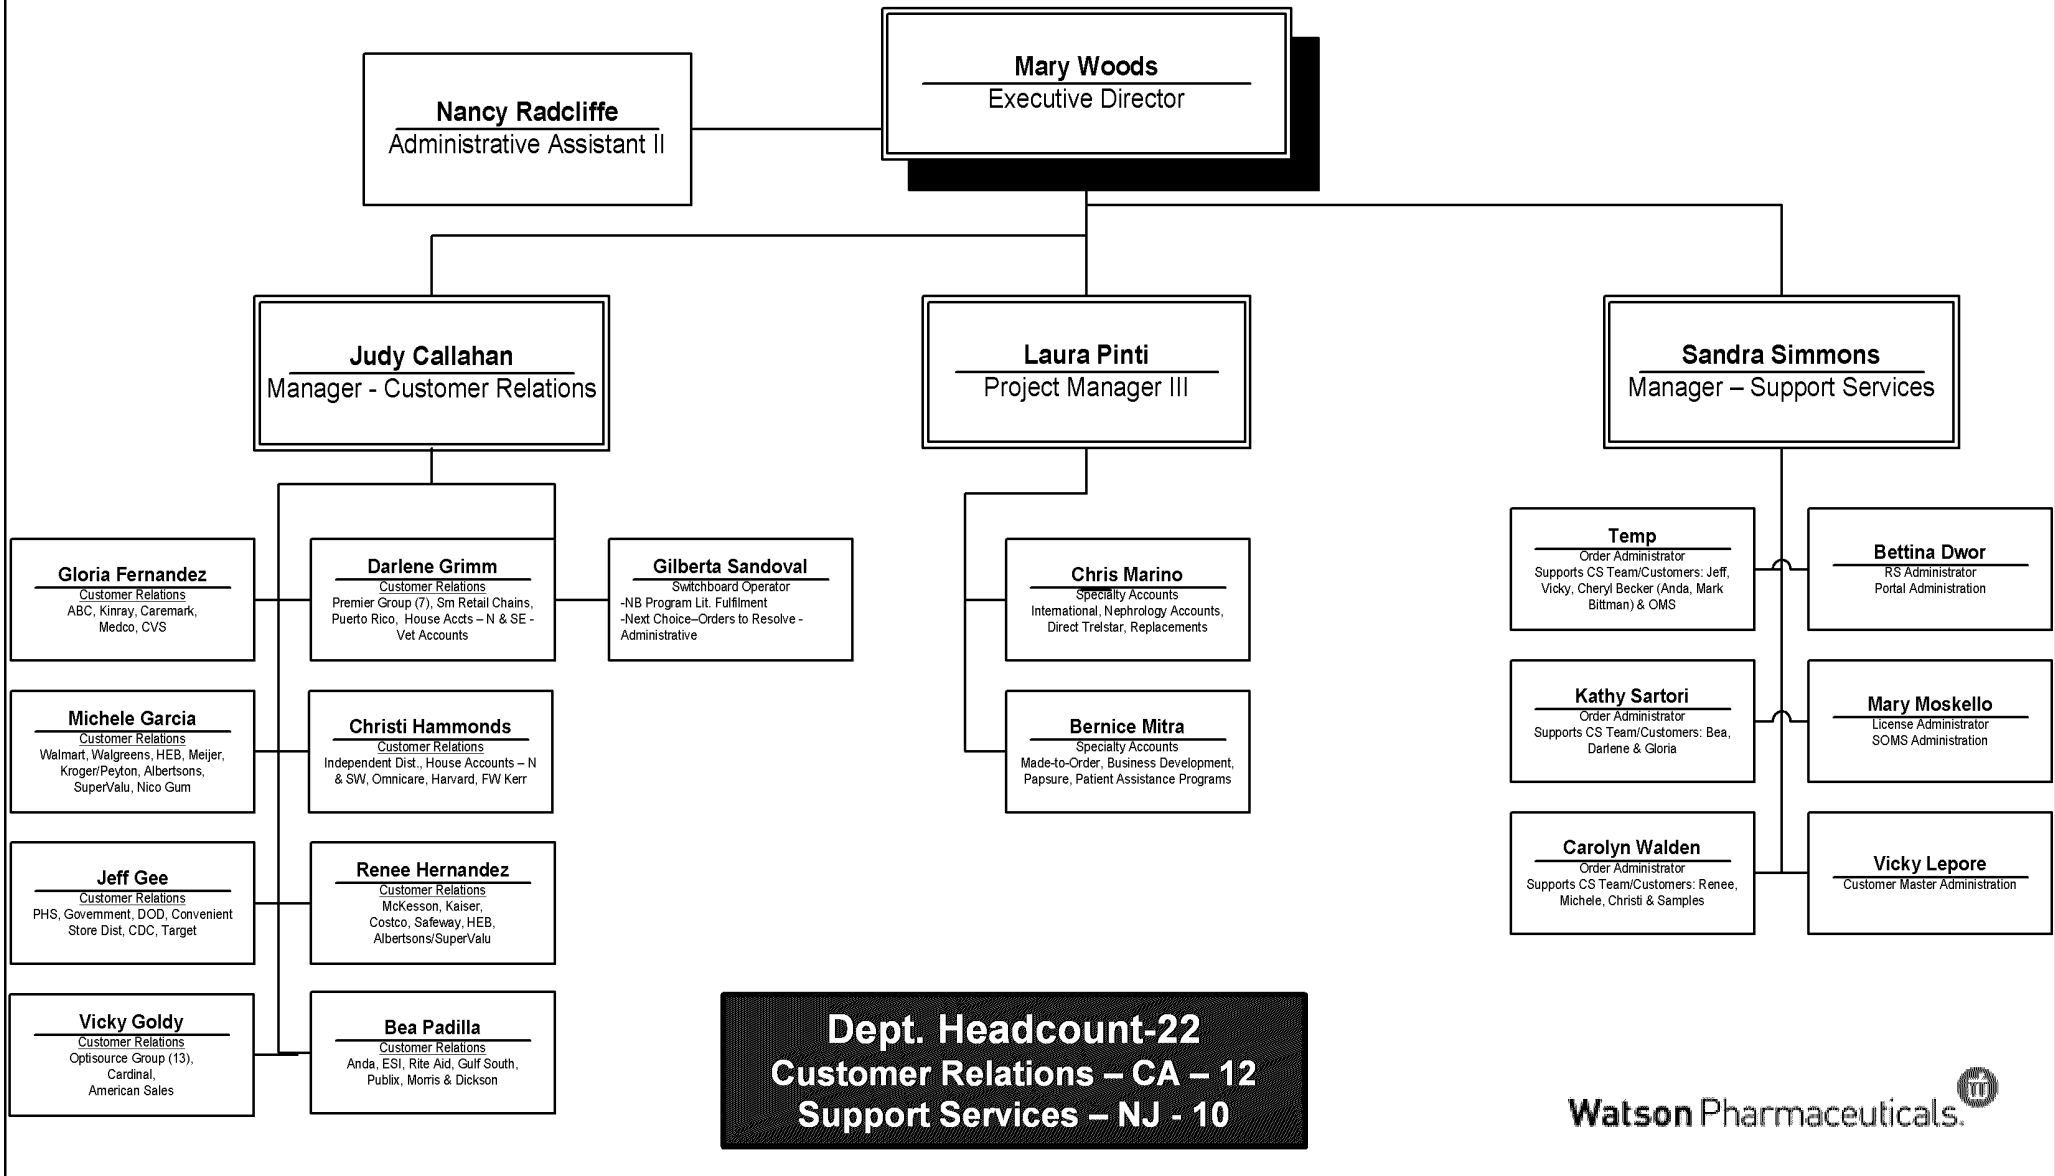 Mary Woods
Executive Director
Nancy Radcliffe
Administrative Assistant II
Judy Callahan
Manager - Customer Relations
Laura Pinti
Project Manager III
Sandra Simmons
Manager – Support Services
Gloria Fernandez
Customer Relations
ABC, Kinray, Caremark,
Medco, CVS
Darlene Grimm
Customer Relations
Premier Group (7), Sm Retail Chains,
Puerto Rico, House Accts – N & SE -
Vet Accounts
Gilberta Sandoval
Switchboard Operator
-NB Program Lit. Fulfilment
-Next Choice–Orders to Resolve -
Administrative
Michele Garcia
Customer Relations
Walmart, Walgreens, HEB, Meijer,
Kroger/Peyton, Albertsons,
SuperValu, Nico Gum
Christi Hammonds
Customer Relations
Independent Dist., House Accounts – N
& SW, Omnicare, Harvard, FW Kerr
Jeff Gee
Customer Relations
PHS, Government, DOD, Convenient
Store Dist, CDC, Target
Renee Hernandez
Customer Relations
McKesson, Kaiser,
Costco, Safeway, HEB,
Albertsons/SuperValu
Vicky Goldy
Customer Relations
Optisource Group (13),
Cardinal,
American Sales
Bea Padilla
Customer Relations
Anda, ESI, Rite Aid, Gulf South,
Publix, Morris & Dickson
Chris Marino
Specialty Accounts
International, Nephrology Accounts,
Direct Trelstar, Replacements
Bernice Mitra
Specialty Accounts
Made-to-Order, Business Development,
Papsure, Patient Assistance Programs
Temp
Order Administrator
Supports CS Team/Customers: Jeff,
Vicky, Cheryl Becker (Anda, Mark
Bittman) & OMS
Bettina Dwor
RS Administrator
Portal Administration
Kathy Sartori
Order Administrator
Supports CS Team/Customers: Bea,
Darlene & Gloria
Mary Moskello
License Administrator
SOMS Administration
Carolyn Walden
Order Administrator
Supports CS Team/Customers: Renee,
Michele, Christi & Samples
Vicky Lepore
Customer Master Administration
Dept. Headcount-22
Customer Relations – CA – 12
Support Services – NJ - 10
Watson Pharmaceuticals.